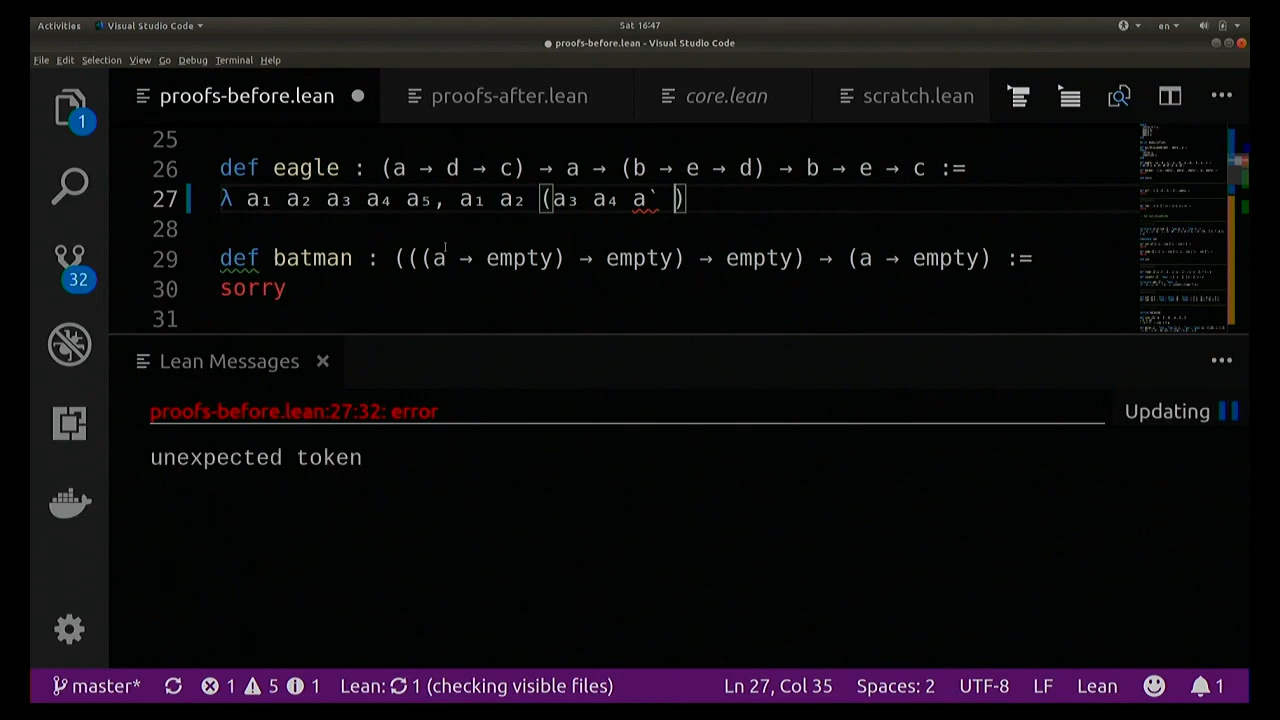 Activities Visual Studio Code Sat 16:47 en
● proofs-before.lean - Visual Studio Code
File Edit Selection View Go Debug Terminal Help
proofs-before.lean ● proofs-after.lean core.lean scratch.lean ...
1
32
25
26 def eagle : (a → d → c) → a → (b → e → d) → b → e → c :=
27 λ a₁ a₂ a₃ a₄ a₅, a₁ a₂ (a₃ a₄ a` )
28
29 def batman : (((a → empty) → empty) → empty) → (a → empty) :=
30 sorry
31
Lean Messages × ...
proofs-before.lean:27:32: error Updating
unexpected token
master* 1 5 1 Lean: 1 (checking visible files) Ln 27, Col 35 Spaces: 2 UTF-8 LF Lean 1